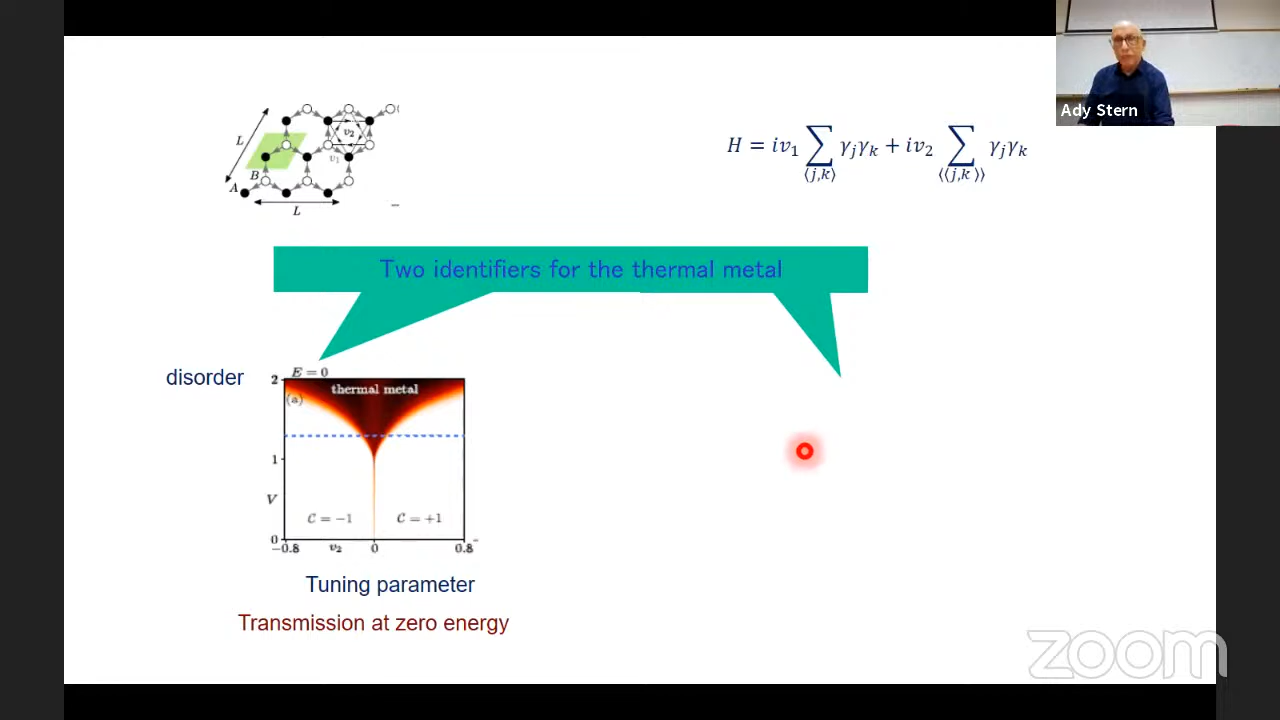 Ady Stern
L
v₂
v₁
B
A
L
H = iv₁ ∑ γⱼγₖ + iv₂ ∑ γⱼγₖ
⟨j,k⟩ ⟨⟨j,k⟩⟩
Two identifiers for the thermal metal
disorder
E = 0
2
thermal metal
(a)
1
V
C = −1 C = +1
0
−0.8 v₂ 0 0.8
Tuning parameter
Transmission at zero energy
zoom